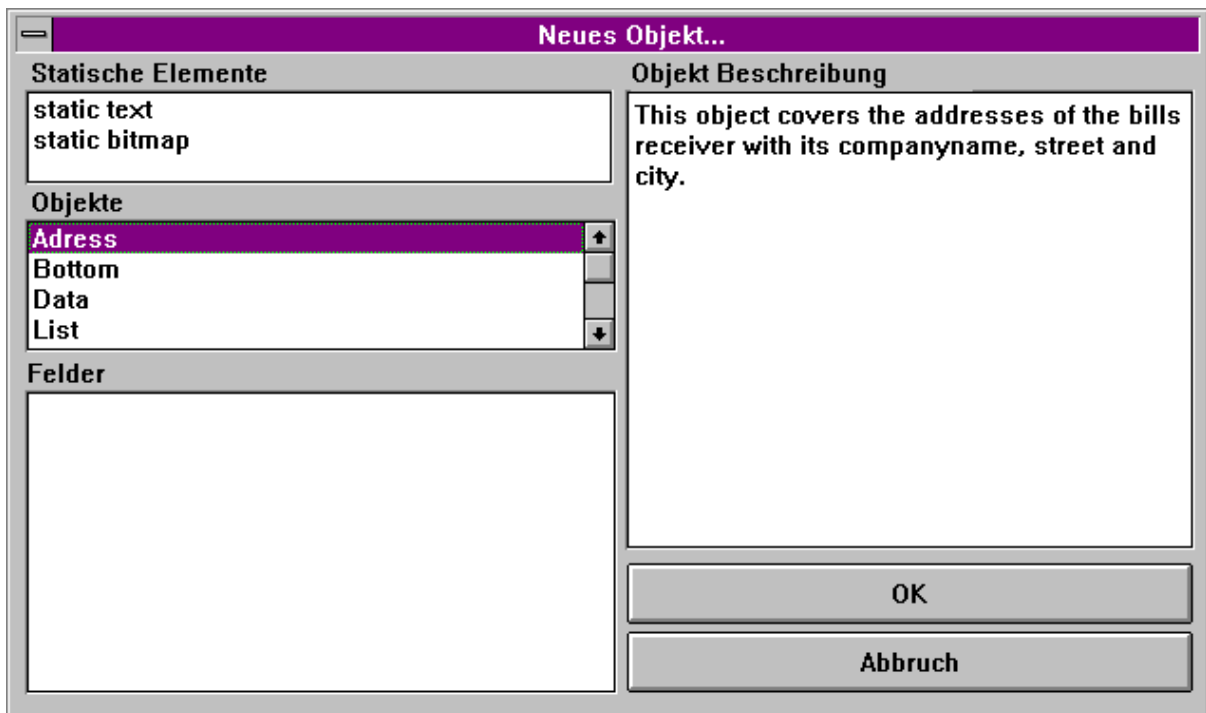 Neues Objekt...
Statische Elemente
static text
static bitmap
Objekte
Adress
Bottom
Data
List
Felder
Objekt Beschreibung
This object covers the addresses of the bills
receiver with its companyname, street and
city.
OK
Abbruch